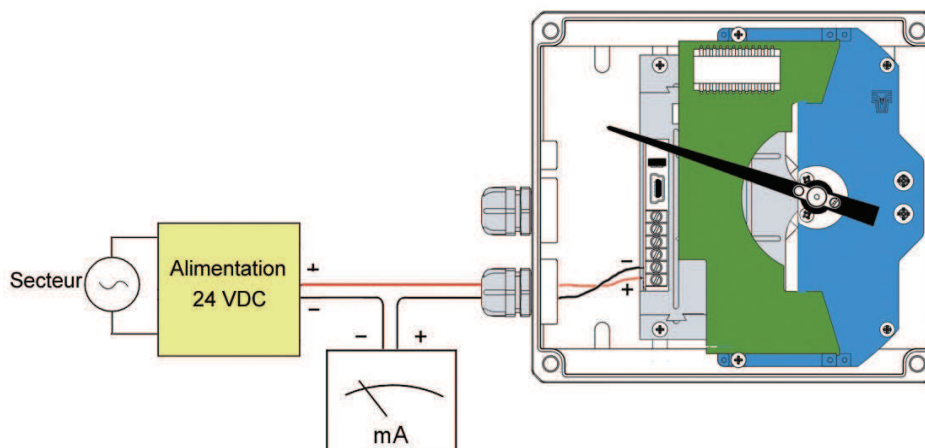 Secteur
Alimentation
24 VDC
+
−
−
+
−
+
mA